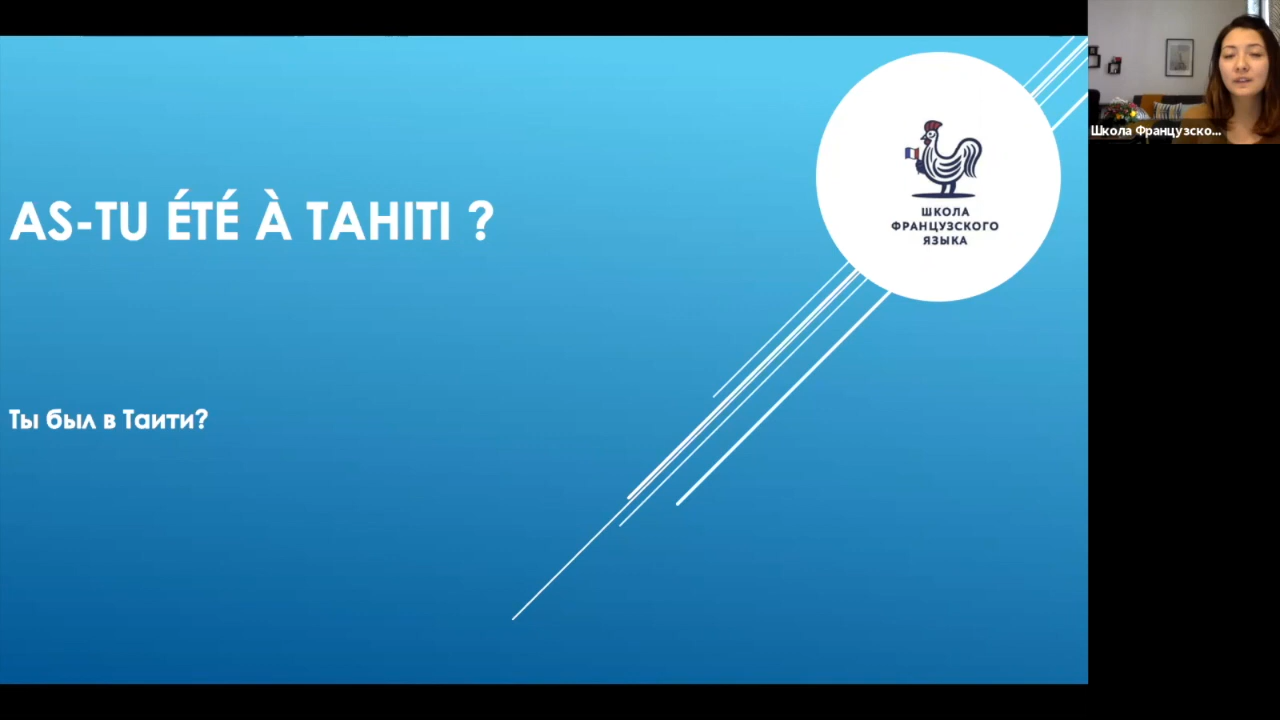 AS-TU ÉTÉ À TAHITI ?
Ты был в Таити?
ШКОЛА
ФРАНЦУЗСКОГО
ЯЗЫКА
Школа Французско...